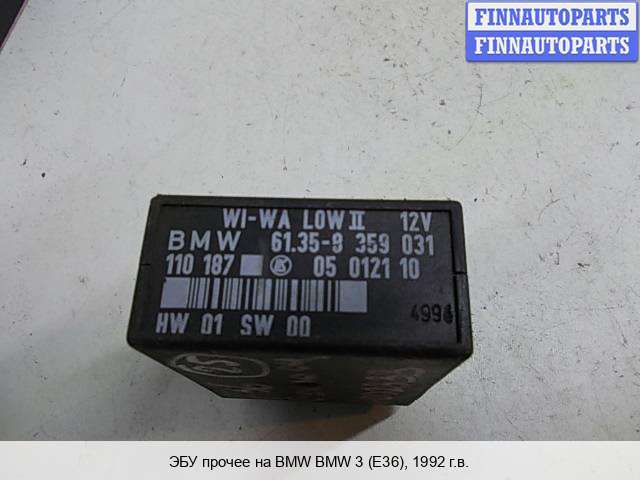 FINNAUTOPARTS
FINNAUTOPARTS
WI-WA LOW II 12V
BMW 61.35-8 359 031
110 187 05 0121 10
HW 01 SW 00
4996
ЭБУ прочее на BMW BMW 3 (E36), 1992 г.в.